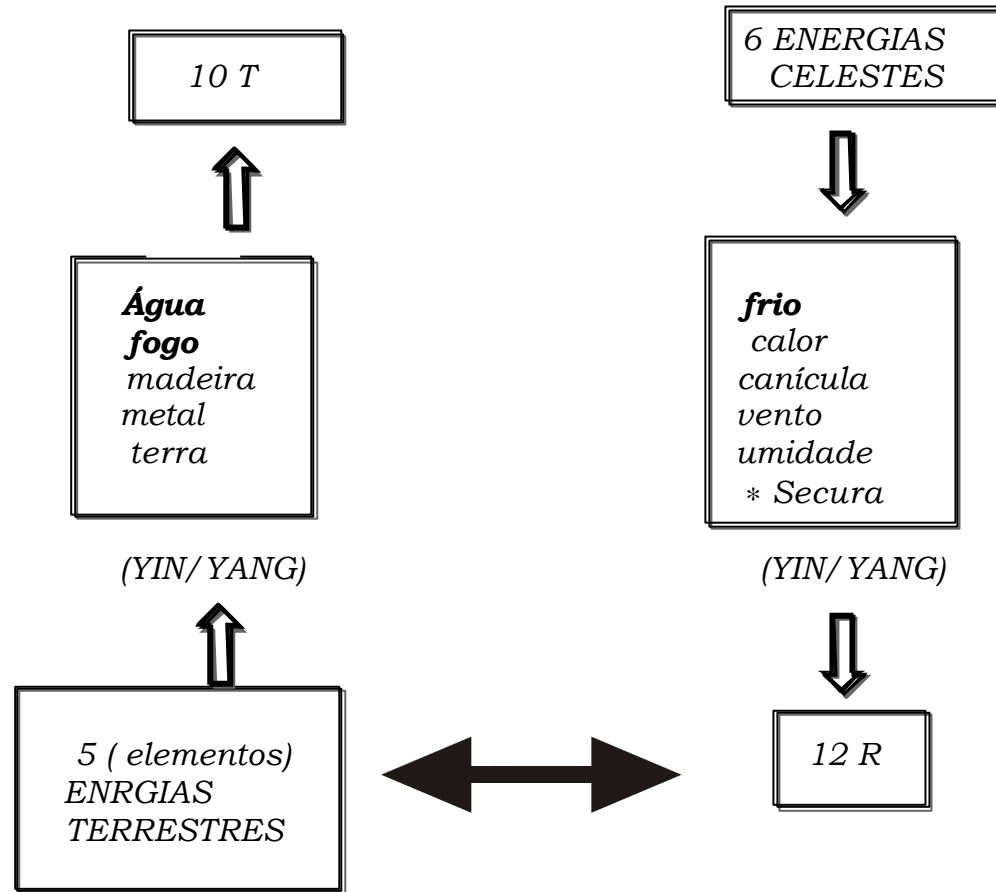 10 T
6 ENERGIAS
CELESTES
Água
fogo
madeira
metal
terra
frio
calor
canícula
vento
umidade
* Secura
(YIN/ YANG)
(YIN/ YANG)
5 ( elementos)
ENRGIAS
TERRESTRES
12 R